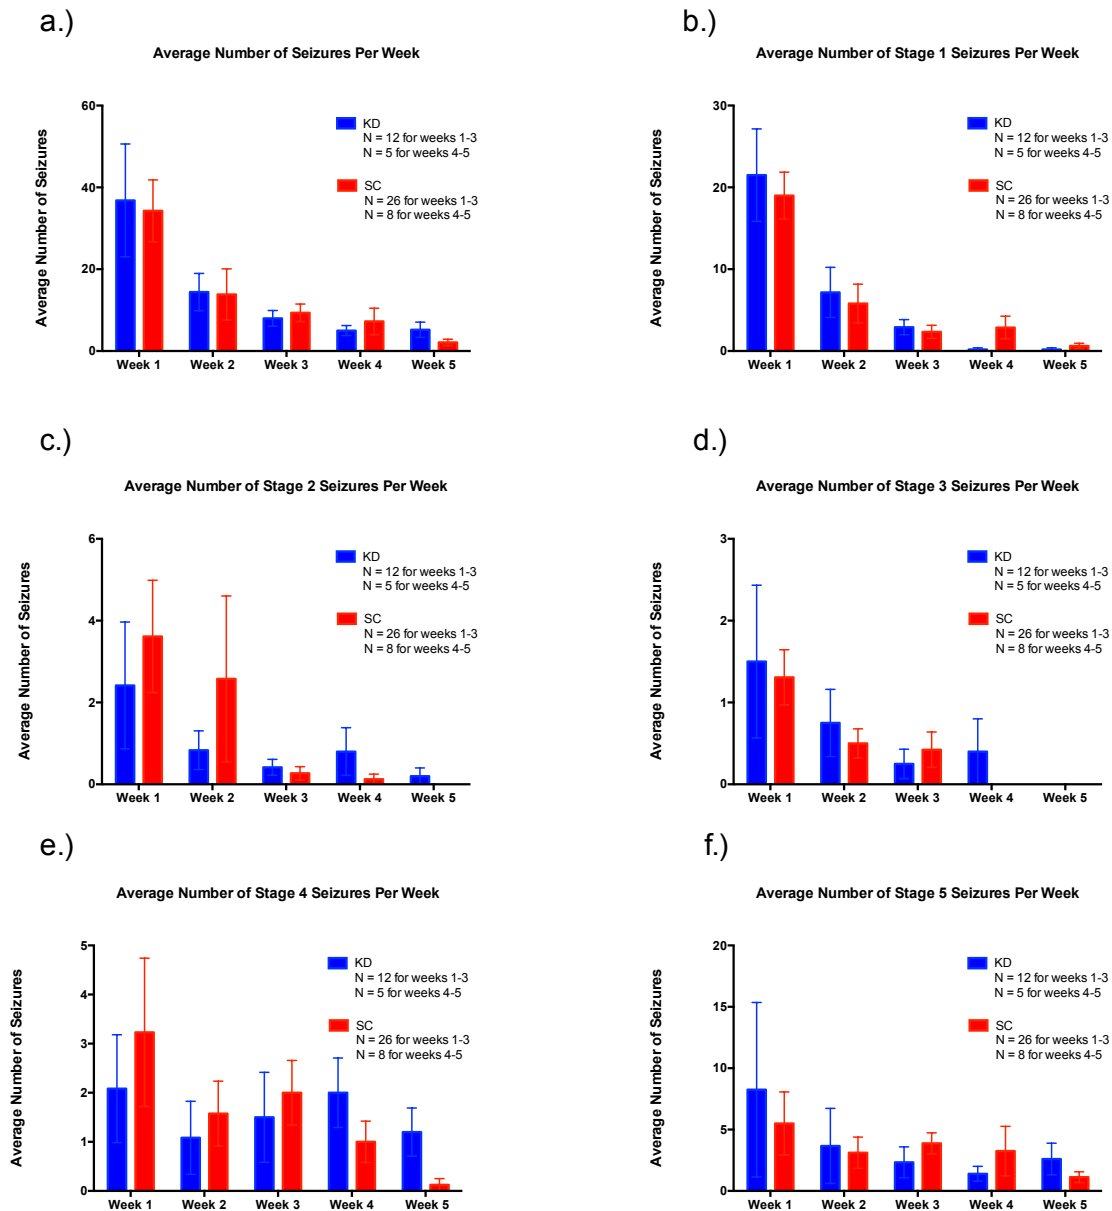 a.)
Average Number of Seizures Per Week
Average Number of Seizures
60
40
20
0
KD
N = 12 for weeks 1-3
N = 5 for weeks 4-5
SC
N = 26 for weeks 1-3
N = 8 for weeks 4-5
Week 1 Week 2 Week 3 Week 4 Week 5
b.)
Average Number of Stage 1 Seizures Per Week
Average Number of Seizures
30
20
10
0
KD
N = 12 for weeks 1-3
N = 5 for weeks 4-5
SC
N = 26 for weeks 1-3
N = 8 for weeks 4-5
Week 1 Week 2 Week 3 Week 4 Week 5
c.)
Average Number of Stage 2 Seizures Per Week
Average Number of Seizures
6
4
2
0
KD
N = 12 for weeks 1-3
N = 5 for weeks 4-5
SC
N = 26 for weeks 1-3
N = 8 for weeks 4-5
Week 1 Week 2 Week 3 Week 4 Week 5
d.)
Average Number of Stage 3 Seizures Per Week
Average Number of Seizures
3
2
1
0
KD
N = 12 for weeks 1-3
N = 5 for weeks 4-5
SC
N = 26 for weeks 1-3
N = 8 for weeks 4-5
Week 1 Week 2 Week 3 Week 4 Week 5
e.)
Average Number of Stage 4 Seizures Per Week
Average Number of Seizures
5
4
3
2
1
0
KD
N = 12 for weeks 1-3
N = 5 for weeks 4-5
SC
N = 26 for weeks 1-3
N = 8 for weeks 4-5
Week 1 Week 2 Week 3 Week 4 Week 5
f.)
Average Number of Stage 5 Seizures Per Week
Average Number of Seizures
20
15
10
5
0
KD
N = 12 for weeks 1-3
N = 5 for weeks 4-5
SC
N = 26 for weeks 1-3
N = 8 for weeks 4-5
Week 1 Week 2 Week 3 Week 4 Week 5